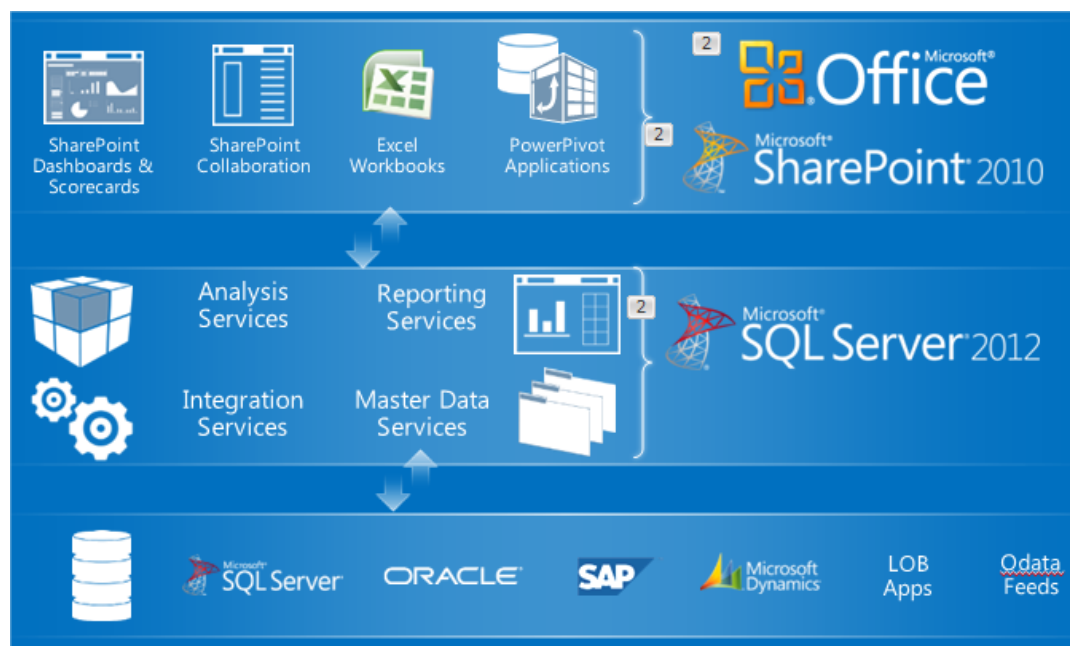 2
Microsoft®
Office®
SharePoint
Dashboards &
Scorecards
SharePoint
Collaboration
Excel
Workbooks
PowerPivot
Applications
2
Microsoft®
SharePoint® 2010
Analysis
Services
Reporting
Services
2
Microsoft®
SQL Server® 2012
Integration
Services
Master Data
Services
Microsoft®
SQL Server®
ORACLE®
SAP
Microsoft
Dynamics
LOB
Apps
Odata
Feeds